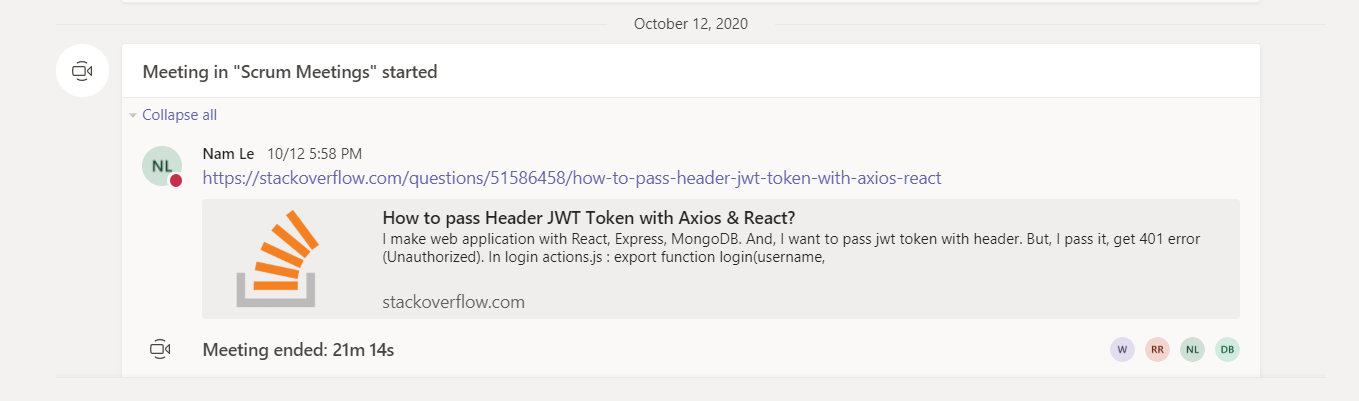 October 12, 2020
Meeting in "Scrum Meetings" started
Collapse all
NL
Nam Le 10/12 5:58 PM
https://stackoverflow.com/questions/51586458/how-to-pass-header-jwt-token-with-axios-react
How to pass Header JWT Token with Axios & React?
I make web application with React, Express, MongoDB. And, I want to pass jwt token with header. But, I pass it, get 401 error
(Unauthorized). In login actions.js : export function login(username,
stackoverflow.com
Meeting ended: 21m 14s
W RR NL DB